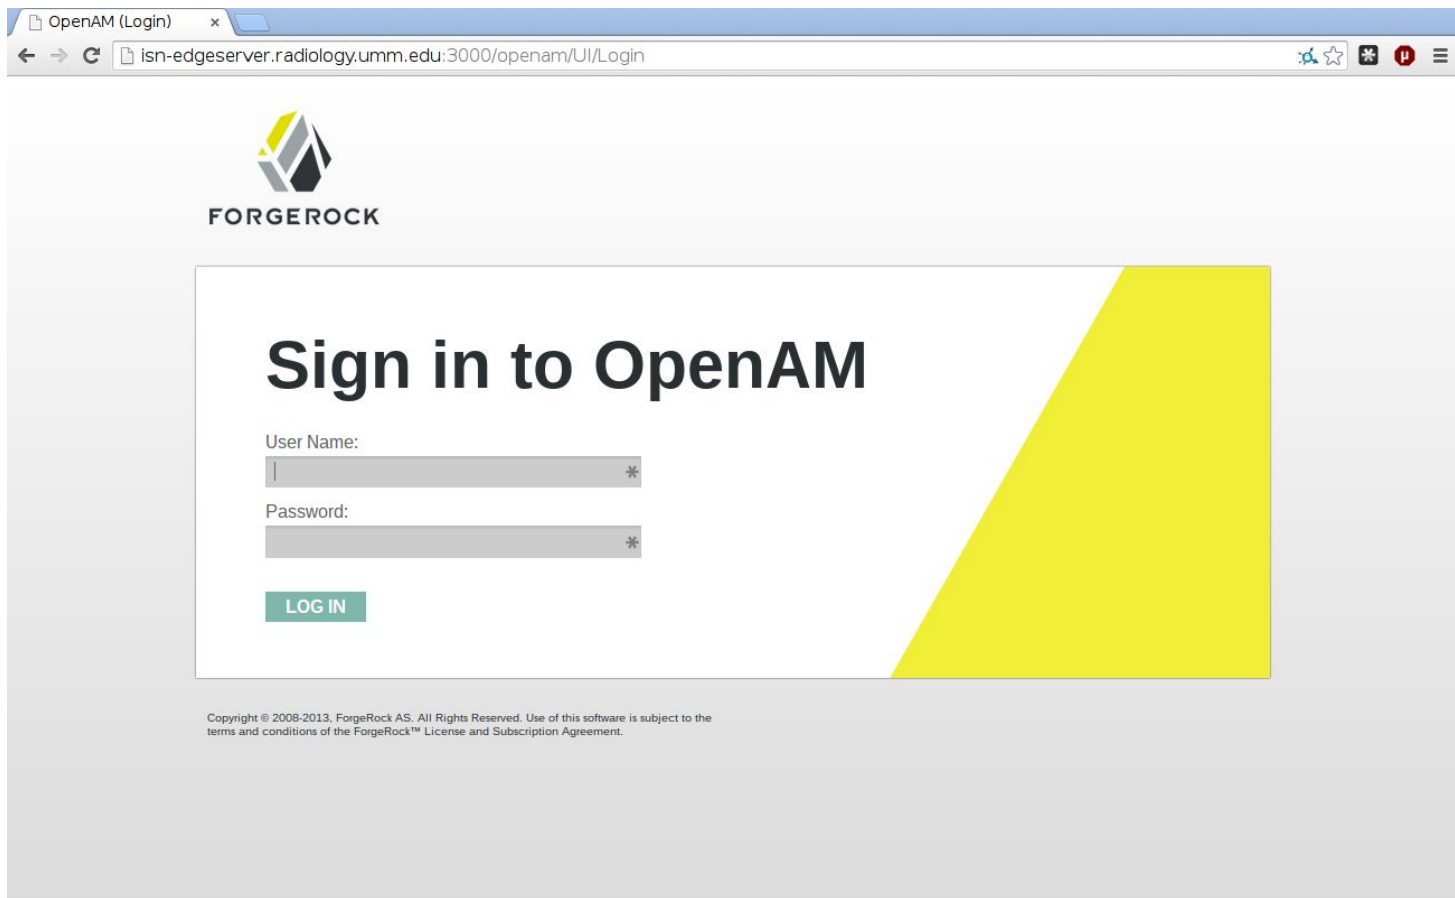 OpenAM (Login)
isn-edgeserver.radiology.umm.edu:3000/openam/UI/Login
FORGEROCK
Sign in to OpenAM
User Name:
Password:
LOG IN
Copyright © 2008-2013, ForgeRock AS. All Rights Reserved. Use of this software is subject to the
terms and conditions of the ForgeRock™ License and Subscription Agreement.